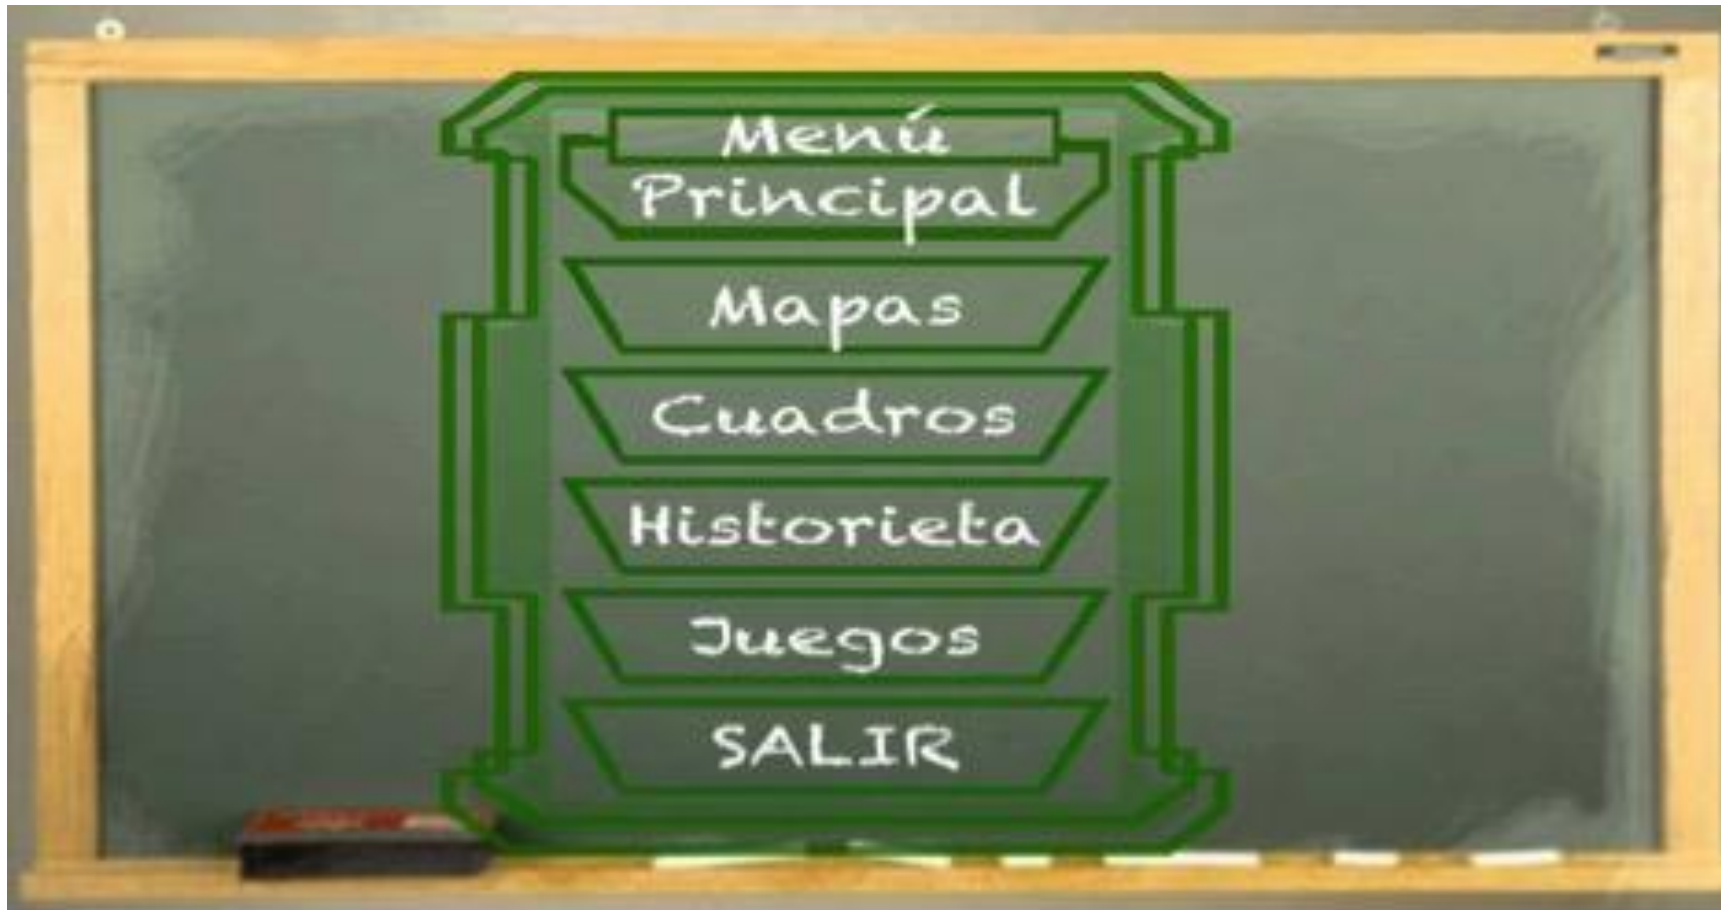 Menú
Principal
Mapas
Cuadros
Historieta
Juegos
SALIR